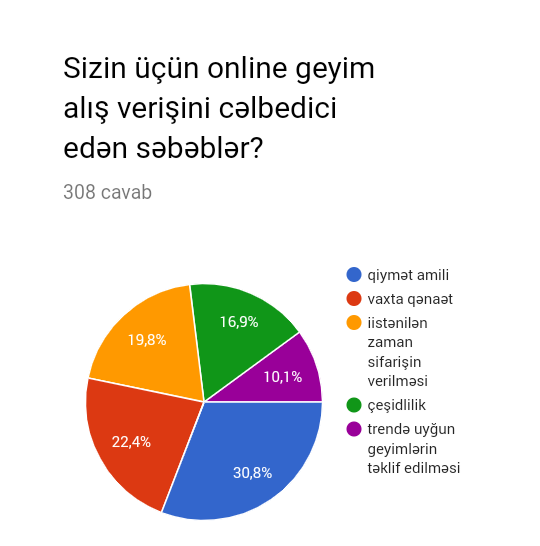 Sizin üçün online geyim
alış verişini cəlbedici
edən səbəblər?
308 cavab
qiymət amili
vaxta qənaət
iistənilən
zaman
sifarişin
verilməsi
çeşidlilik
trendə uyğun
geyimlərin
təklif edilməsi
16,9%
19,8%
10,1%
22,4%
30,8%